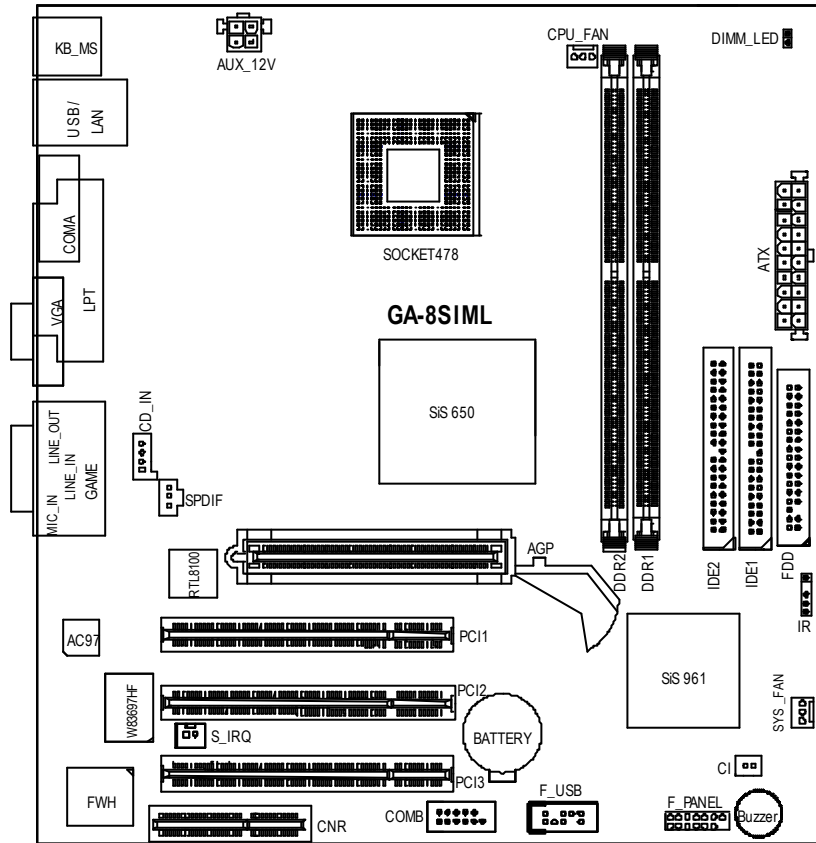 KB_MS
AUX_12V
CPU_FAN
DIMM_LED
USB/
LAN
SOCKET478
COMA
LPT
VGA
ATX
GA-8SIML
SiS 650
CD_IN
LINE_OUT
MIC_IN
LINE_IN
GAME
SPDIF
RTL8100
AGP
DDR2
DDR1
IDE2
IDE1
FDD
IR
AC97
PCI1
SiS 961
W83697HF
PCI2
S_IRQ
BATTERY
SYS_FAN
FWH
PCI3
CI
CNR
COMB
F_USB
F_PANEL
Buzzer